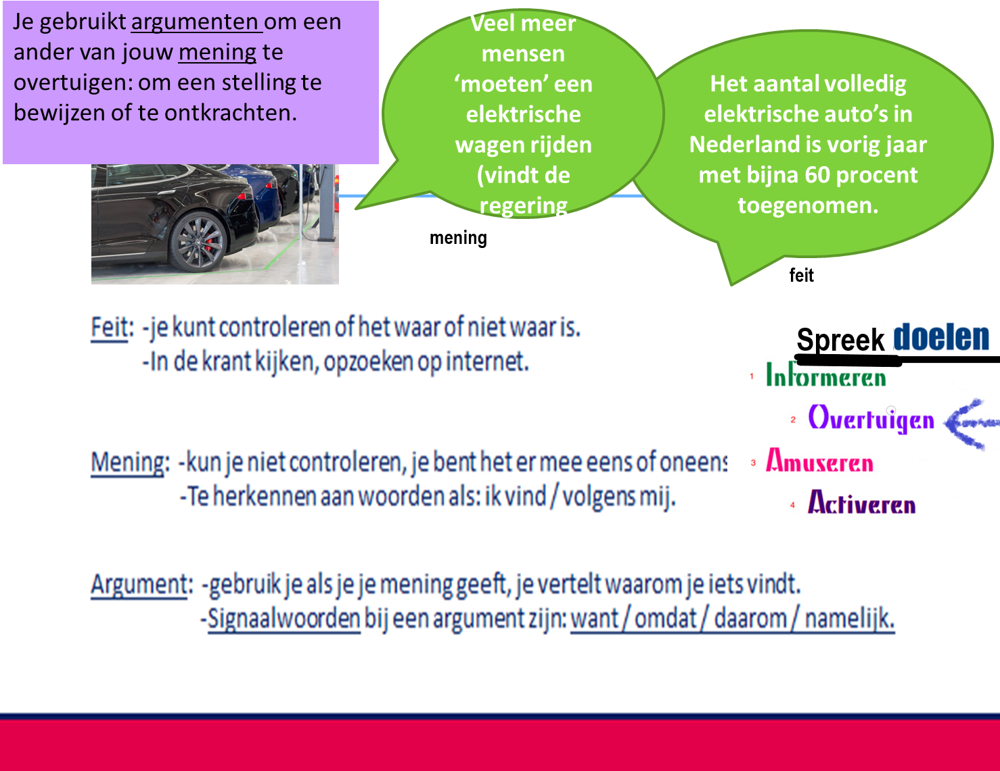 Je gebruikt argumenten om een
ander van jouw mening te
overtuigen: om een stelling te
bewijzen of te ontkrachten.
Veel meer
mensen
‘moeten’ een
elektrische
wagen rijden
(vindt de
regering
mening
Het aantal volledig
elektrische auto’s in
Nederland is vorig jaar
met bijna 60 procent
toegenomen.
feit
Feit: -je kunt controleren of het waar of niet waar is.
-In de krant kijken, opzoeken op internet.
Spreek doelen
1 Informeren
2 Overtuigen
3 Amuseren
4 Activeren
Mening: -kun je niet controleren, je bent het er mee eens of oneens
-Te herkennen aan woorden als: ik vind / volgens mij.
Argument: -gebruik je als je je mening geeft, je vertelt waarom je iets vindt.
-Signaalwoorden bij een argument zijn: want / omdat / daarom / namelijk.